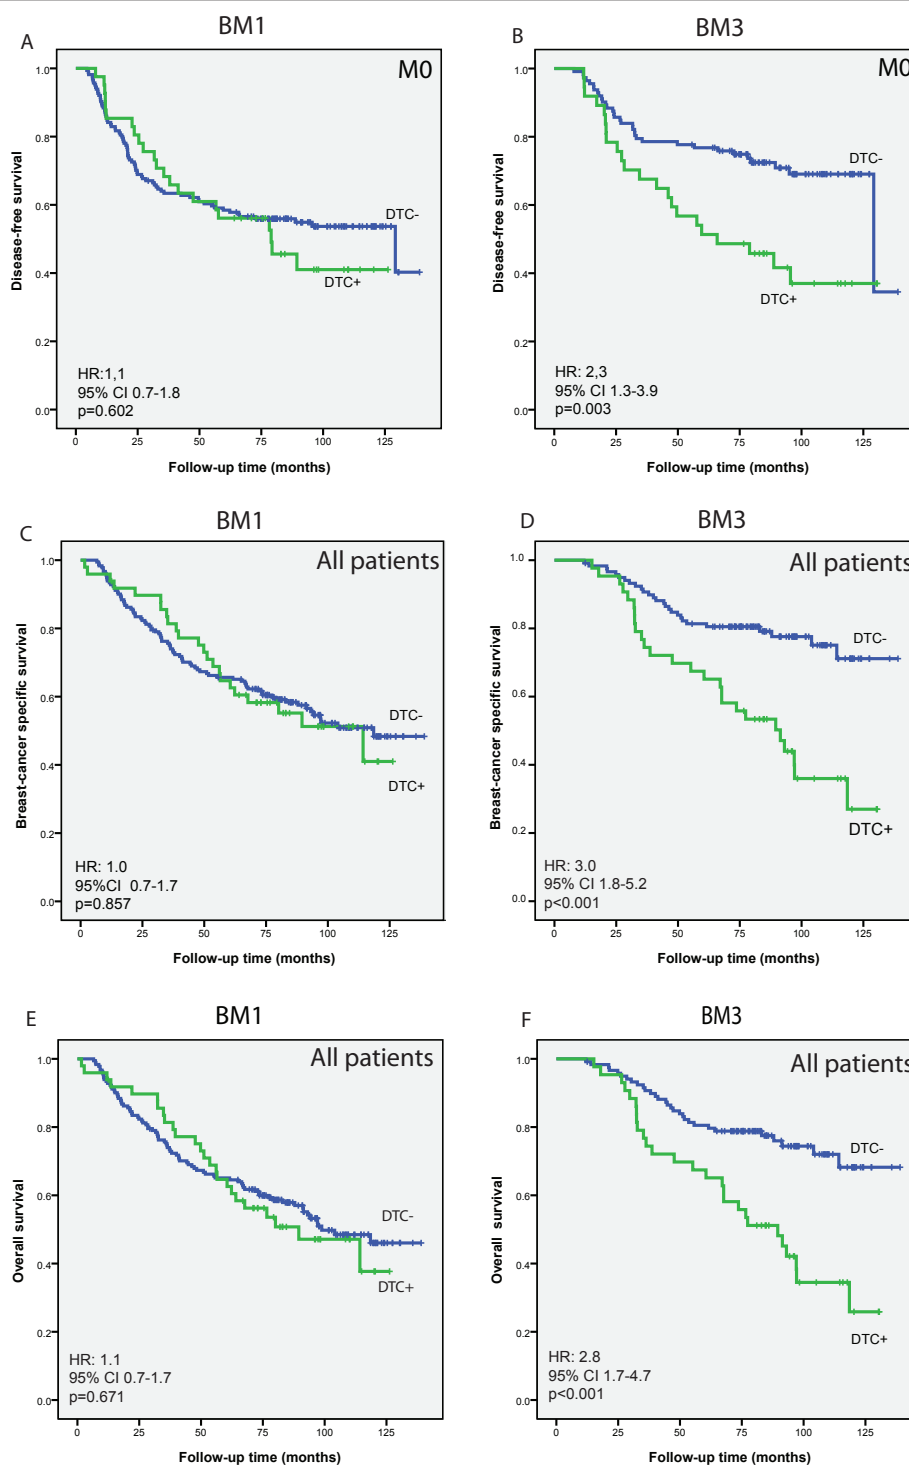 BM1
A
M0
1.0
0.8
0.6
0.4
0.2
0.0
Disease-free survival
DTC-
DTC+
HR:1,1
95% CI 0.7-1.8
p=0.602
0 25 50 75 100 125
Follow-up time (months)
BM3
B
M0
1.0
0.8
0.6
0.4
0.2
0.0
Disease-free survival
DTC-
DTC+
HR: 2,3
95% CI 1.3-3.9
p=0.003
0 25 50 75 100 125
Follow-up time (months)
BM1
C
All patients
1.0
0.8
0.6
0.4
0.2
0.0
Breast-cancer specific survival
DTC-
DTC+
HR: 1.0
95%CI 0.7-1.7
p=0.857
0 25 50 75 100 125
Follow-up time (months)
BM3
D
All patients
1.0
0.8
0.6
0.4
0.2
0.0
Breast-cancer specific survival
DTC-
DTC+
HR: 3.0
95% CI 1.8-5.2
p<0.001
0 25 50 75 100 125
Follow-up time (months)
BM1
E
All patients
1.0
0.8
0.6
0.4
0.2
0.0
Overall survival
DTC-
DTC+
HR: 1.1
95% CI 0.7-1.7
p=0.671
0 25 50 75 100 125
Follow-up time (months)
BM3
F
All patients
1.0
0.8
0.6
0.4
0.2
0.0
Overall survival
DTC-
DTC+
HR: 2.8
95% CI 1.7-4.7
p<0.001
0 25 50 75 100 125
Follow-up time (months)